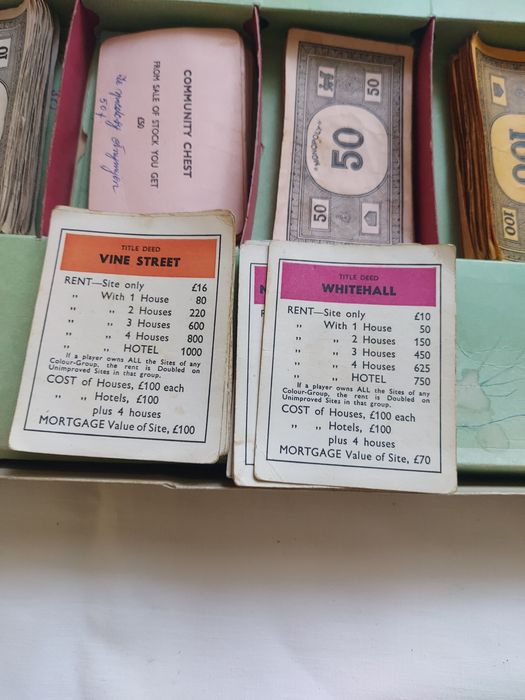 10
COMMUNITY CHEST
FROM SALE OF STOCK YOU GET
£50
50
50
50
MONOPOLY
100
100
TITLE DEED
VINE STREET
RENT—Site only £16
„ With 1 House 80
„ „ 2 Houses 220
„ „ 3 Houses 600
„ „ 4 Houses 800
„ „ HOTEL 1000
If a player owns ALL the Sites of any
Colour-Group, the rent is Doubled on
Unimproved Sites in that group.
COST of Houses, £100 each
„ „ Hotels, £100
plus 4 houses
MORTGAGE Value of Site, £100
TITLE DEED
WHITEHALL
RENT—Site only £10
„ With 1 House 50
„ „ 2 Houses 150
„ „ 3 Houses 450
„ „ 4 Houses 625
„ „ HOTEL 750
If a player owns ALL the Sites of any
Colour-Group, the rent is Doubled on
Unimproved Sites in that group.
COST of Houses, £100 each
„ „ Hotels, £100
plus 4 houses
MORTGAGE Value of Site, £70